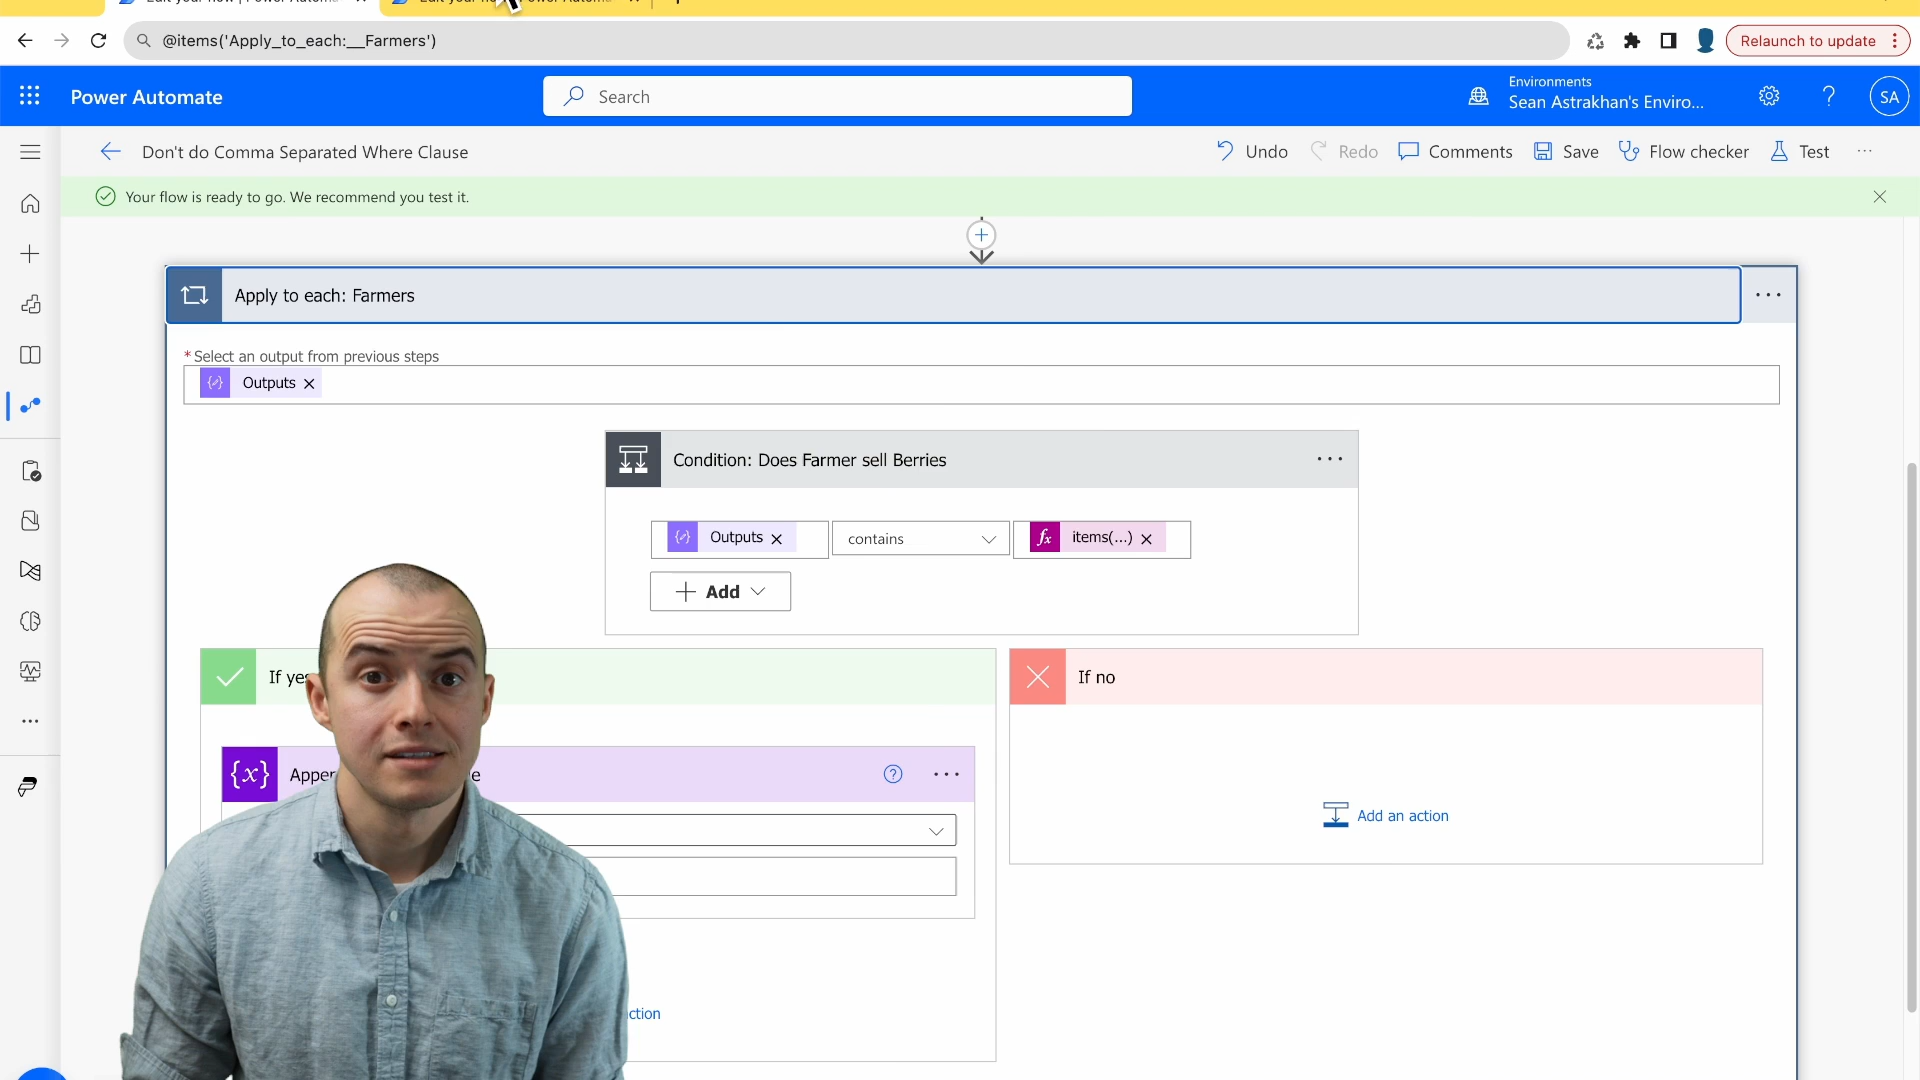 @items('Apply_to_each:__Farmers')
Relaunch to update
Power Automate
Search
Environments
Sean Astrakhan's Enviro...
SA
Don't do Comma Separated Where Clause
Undo
Redo
Comments
Save
Flow checker
Test
Your flow is ready to go. We recommend you test it.
Apply to each: Farmers
* Select an output from previous steps
Outputs
Condition: Does Farmer sell Berries
Outputs
contains
fx
items(...)
Add
If yes
If no
{x}
Add an action